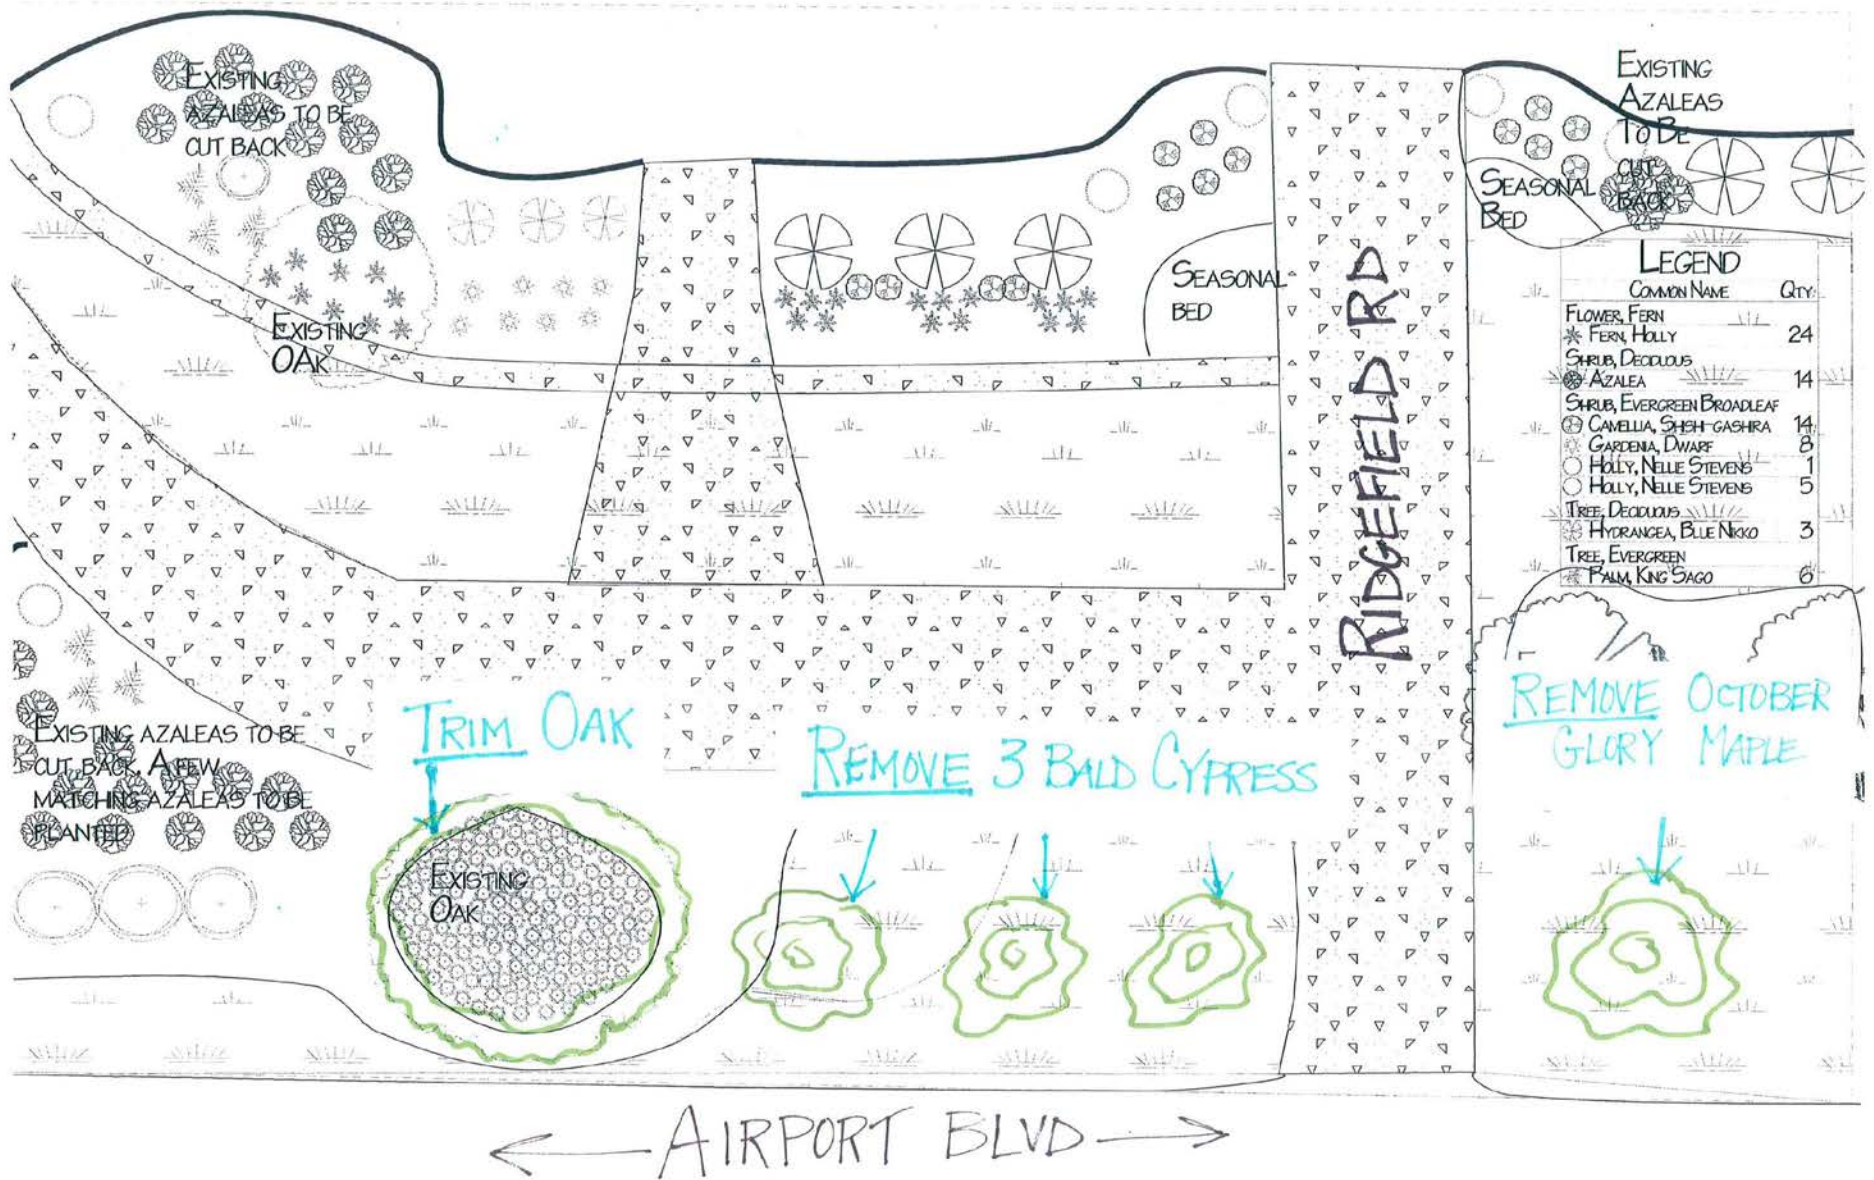 EXISTING
AZALEAS TO BE
CUT BACK
EXISTING
OAK
SEASONAL
BED
RIDGEFIELD RD
EXISTING
AZALEAS
TO BE
CUT
BACK
SEASONAL
BED
LEGEND
COMMON NAME QTY
FLOWER, FERN
FERN, HOLLY 24
SHRUB, DECIDUOUS
AZALEA 14
SHRUB, EVERGREEN BROADLEAF
CAMELLIA, SHISHI-GASHIRA 14
GARDENIA, DWARF 8
HOLLY, NELLIE STEVENS 1
HOLLY, NELLIE STEVENS 5
TREE, DECIDUOUS
HYDRANGEA, BLUE NIKKO 3
TREE, EVERGREEN
PALM, KING SAGO 6
EXISTING AZALEAS TO BE
CUT BACK. A FEW
MATCHING AZALEAS TO BE
PLANTED
TRIM OAK
EXISTING
OAK
REMOVE 3 BALD CYPRESS
REMOVE OCTOBER
GLORY MAPLE
AIRPORT BLVD